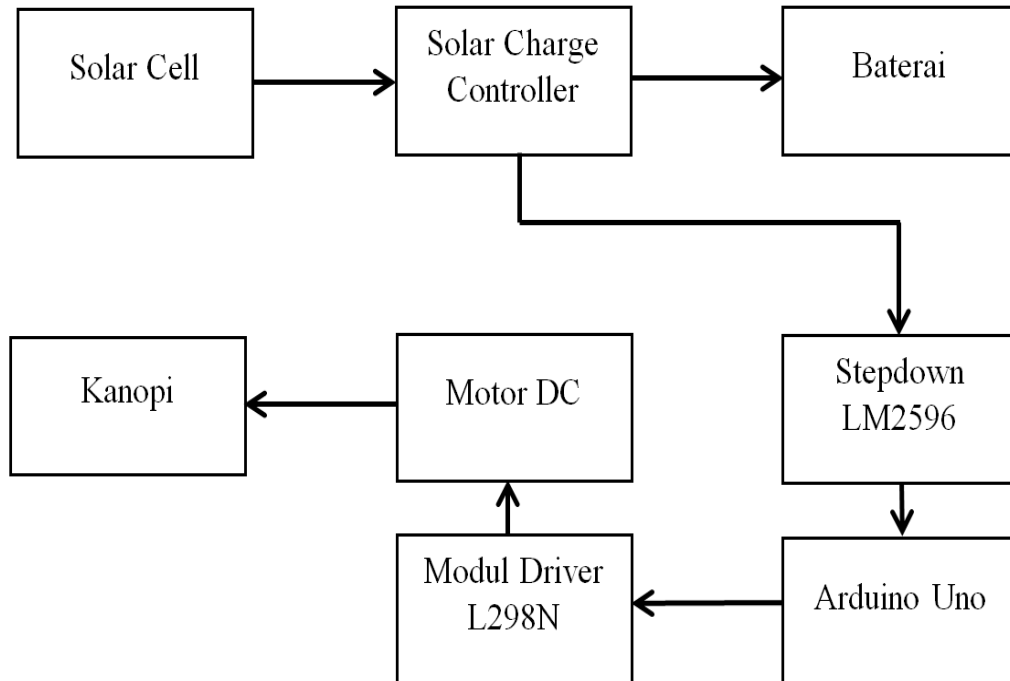 Solar Cell
Solar Charge
Controller
Baterai
Kanopi
Motor DC
Stepdown
LM2596
Modul Driver
L298N
Arduino Uno